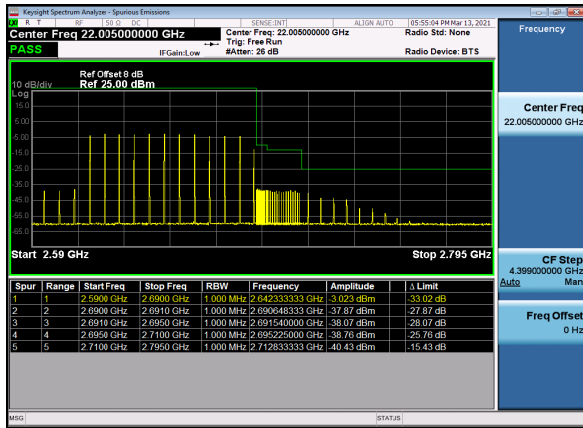 Keysight Spectrum Analyzer - Spurious Emissions
R T RF 50 Ω DC SENSE:INT ALIGN AUTO 05:55:04 PM Mar 13, 2021
Center Freq 22.005000000 GHz Center Freq: 22.005000000 GHz Radio Std: None Frecuency
Trig: Free Run
PASS IFGain:Low #Atten: 26 dB Radio Device: BTS
Ref Offset 8 dB
10 dB/div Ref 25.00 dBm
Log
15.0
5.00
-5.00
-15.0
-25.0
-35.0
-45.0
-55.0
-65.0
Start 2.59 GHz Stop 2.795 GHz
Center Freq
22.005000000 GHz
CF Step
4.399000000 GHz
Auto Man
Freq Offset
0 Hz
Spur Range Start Freq Stop Freq RBW Frequency Amplitude Δ Limit
1 1 2.5900 GHz 2.6900 GHz 1.000 MHz 2.642333333 GHz -3.023 dBm -33.02 dB
2 2 2.6900 GHz 2.6910 GHz 1.000 MHz 2.690648333 GHz -37.87 dBm -27.87 dB
3 3 2.6910 GHz 2.6950 GHz 1.000 MHz 2.691540000 GHz -38.07 dBm -28.07 dB
4 4 2.6950 GHz 2.7100 GHz 1.000 MHz 2.695225000 GHz -38.76 dBm -25.76 dB
5 5 2.7100 GHz 2.7950 GHz 1.000 MHz 2.712833333 GHz -40.43 dBm -15.43 dB
MSG STATUS